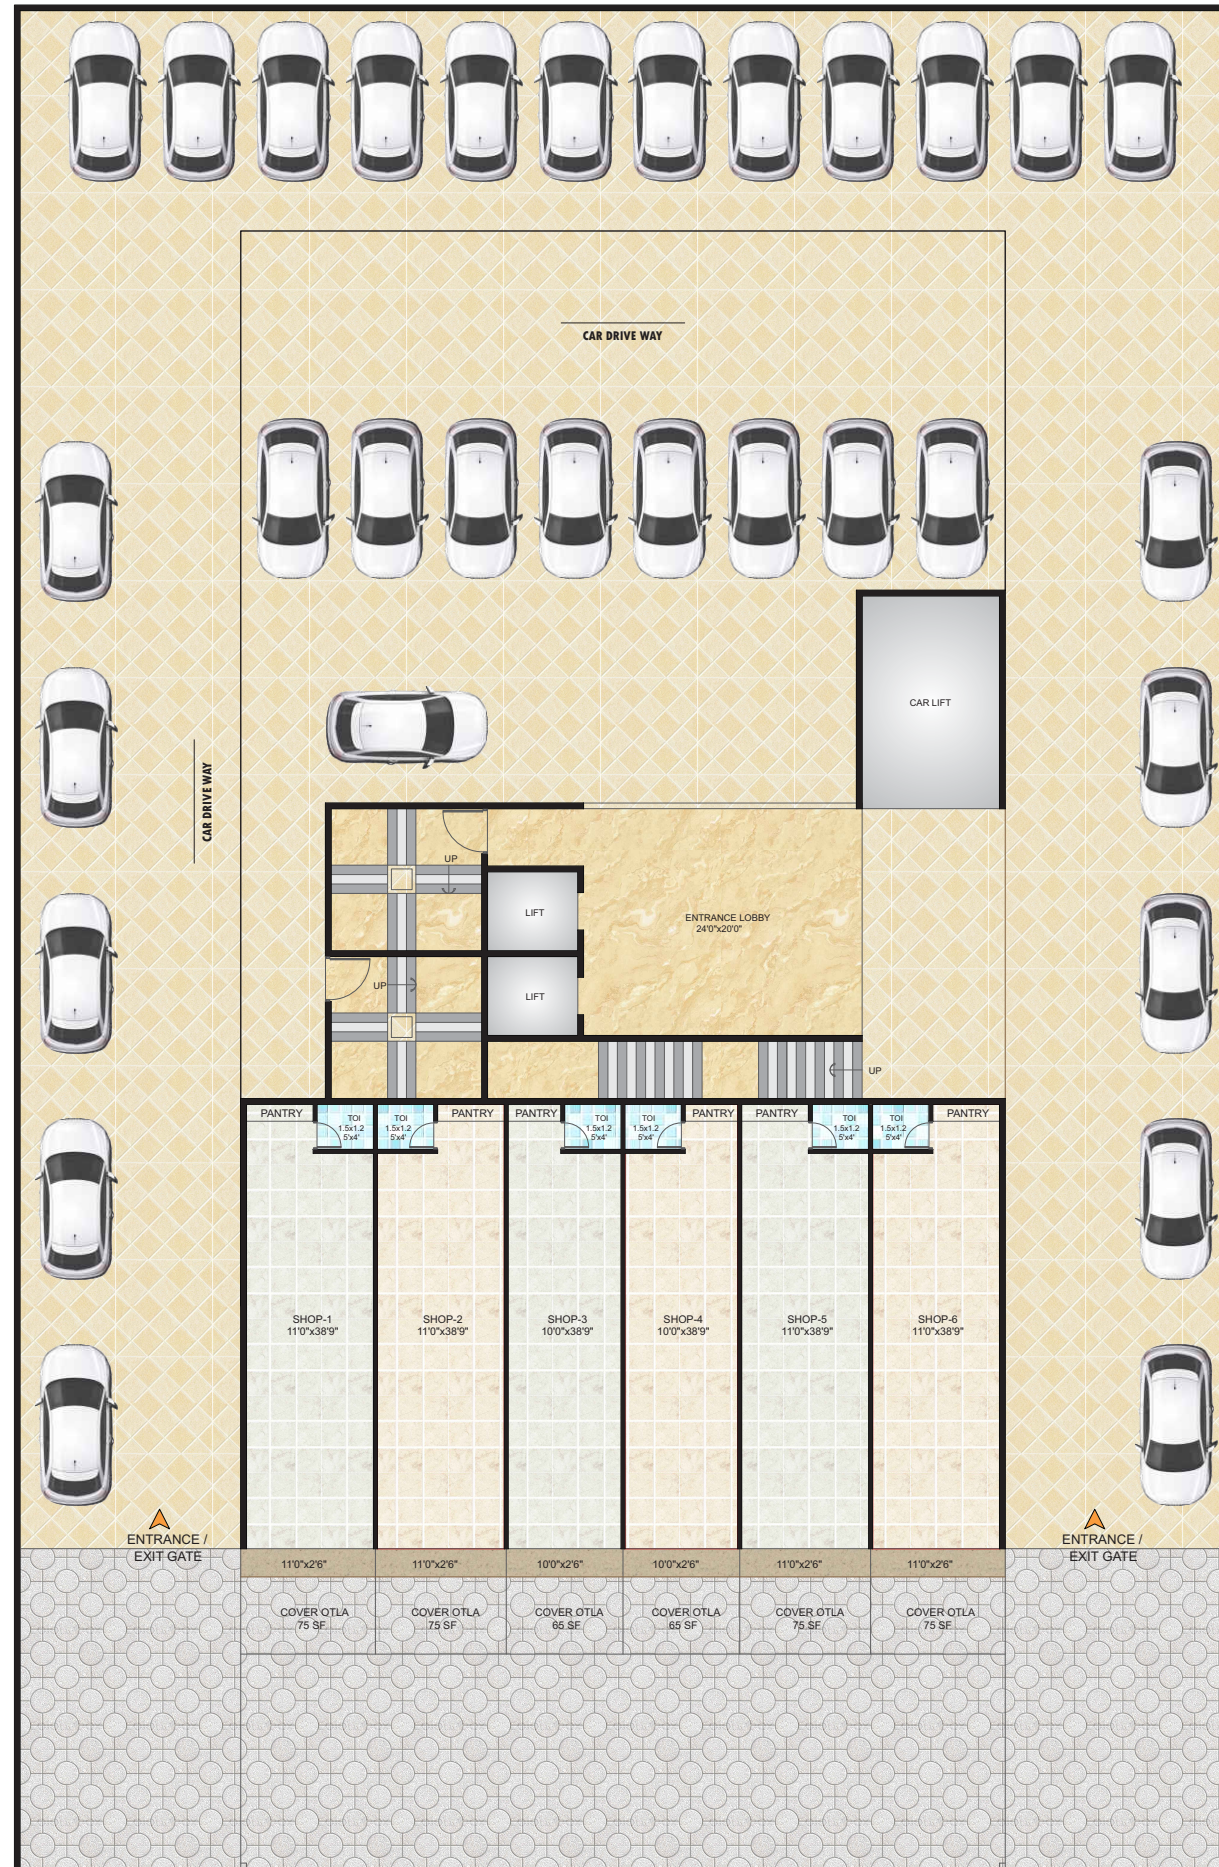 CAR DRIVE WAY
CAR LIFT
CAR DRIVE WAY
UP
LIFT
ENTRANCE LOBBY
24'0"x20'0"
UP
LIFT
UP
PANTRY
TOI
1.5x1.2
5'x4'
TOI
1.5x1.2
5'x4'
PANTRY
PANTRY
TOI
1.5x1.2
5'x4'
TOI
1.5x1.2
5'x4'
PANTRY
PANTRY
TOI
1.5x1.2
5'x4'
TOI
1.5x1.2
5'x4'
PANTRY
SHOP-1
11'0"x38'9"
SHOP-2
11'0"x38'9"
SHOP-3
10'0"x38'9"
SHOP-4
10'0"x38'9"
SHOP-5
11'0"x38'9"
SHOP-6
11'0"x38'9"
ENTRANCE /
EXIT GATE
ENTRANCE /
EXIT GATE
11'0"x2'6"
11'0"x2'6"
10'0"x2'6"
10'0"x2'6"
11'0"x2'6"
11'0"x2'6"
COVER OTLA
75 SF
COVER OTLA
75 SF
COVER OTLA
65 SF
COVER OTLA
65 SF
COVER OTLA
75 SF
COVER OTLA
75 SF